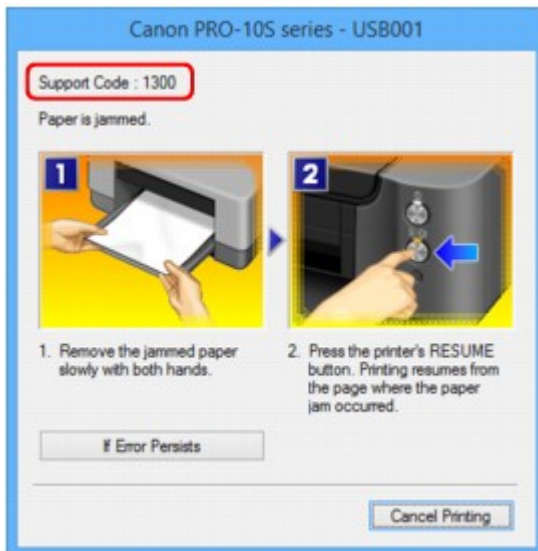 Canon PRO-10S series - USB001
Support Code : 1300
Paper is jammed.
1
2
1. Remove the jammed paper
slowly with both hands.
2. Press the printer's RESUME
button. Printing resumes from
the page where the paper
jam occurred.
If Error Persists
Cancel Printing